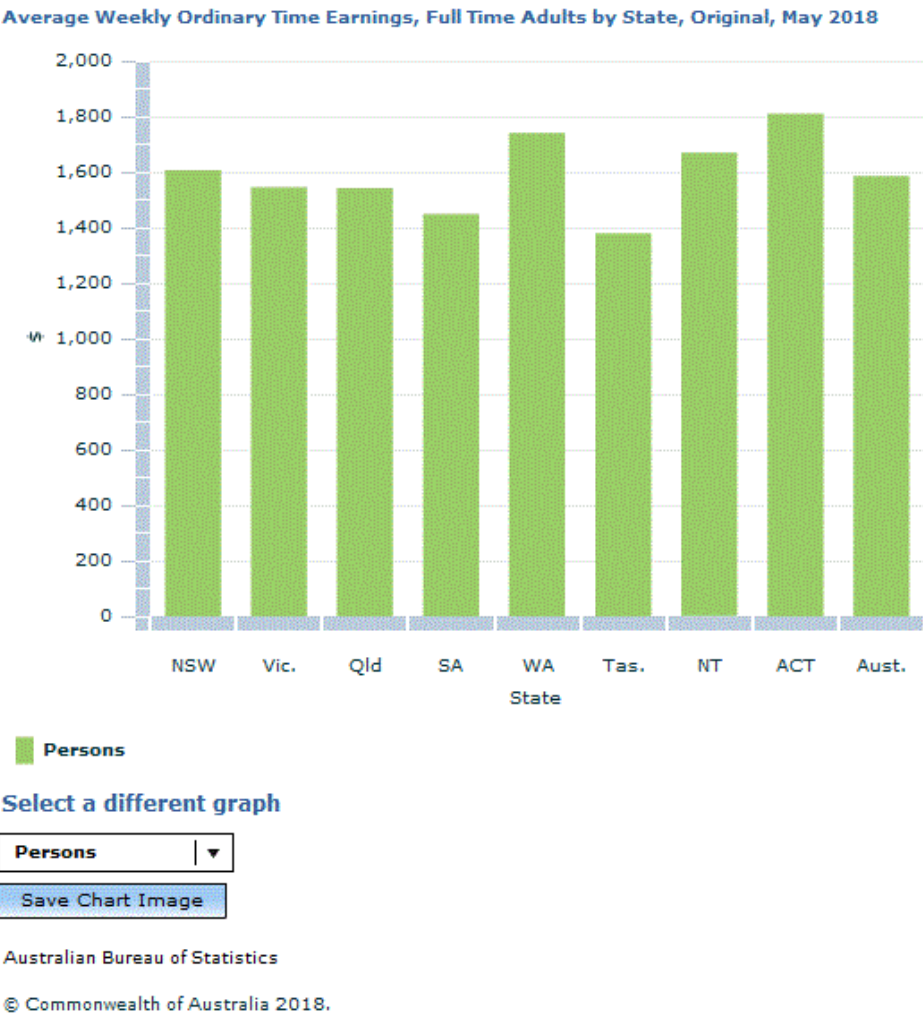 Average Weekly Ordinary Time Earnings, Full Time Adults by State, Original, May 2018
2,000
1,800
1,600
1,400
1,200
$ 1,000
800
600
400
200
0
NSW Vic. Qld SA WA Tas. NT ACT Aust.
State
Persons
Select a different graph
Persons
Save Chart Image
Australian Bureau of Statistics
© Commonwealth of Australia 2018.